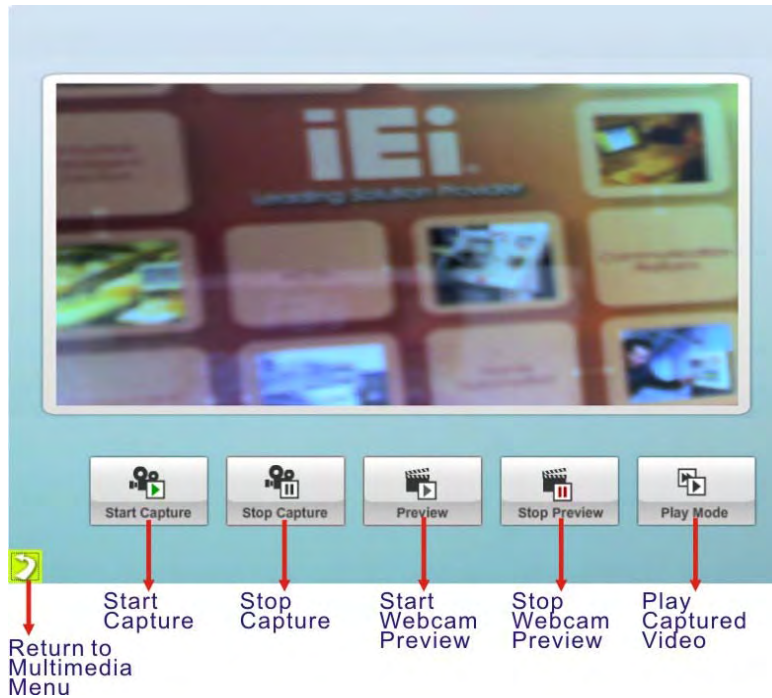 iEi
Leading Solution Provider
Start Capture
Stop Capture
Preview
Stop Preview
Play Mode
Start
Capture
Stop
Capture
Start
Webcam
Preview
Stop
Webcam
Preview
Play
Captured
Video
Return to
Multimedia
Menu